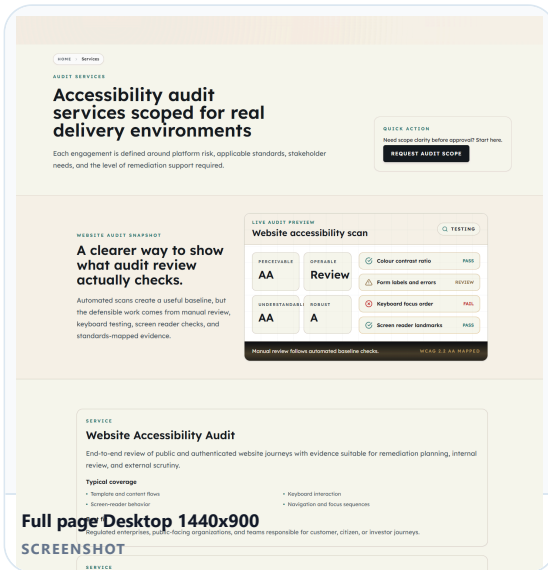 HOME Services
AUDIT SERVICES
Accessibility audit
services scoped for real
delivery environments
Each engagement is defined around platform risk, applicable standards, stakeholder
needs, and the level of remediation support required.
QUICK ACTION
Need scope clarity before approval? Start here.
REQUEST AUDIT SCOPE
WEBSITE AUDIT SNAPSHOT
A clearer way to show
what audit review
actually checks.
Automated scans create a useful baseline, but
the defensible work comes from manual review,
keyboard testing, screen reader checks, and
standards-mapped evidence.
LIVE AUDIT PREVIEW
Website accessibility scan
TESTING
PERCEIVABLE
AA
OPERABLE
Review
UNDERSTANDABL
AA
ROBUST
A
Colour contrast ratio PASS
Form labels and errors REVIEW
Keyboard focus order FAIL
Screen reader landmarks PASS
Manual review follows automated baseline checks. WCAG 2.2 AA MAPPED
SERVICE
Website Accessibility Audit
End-to-end review of public and authenticated website journeys with evidence suitable for remediation planning, internal
review, and external scrutiny.
Typical coverage
• Template and content flows
• Keyboard interaction
• Screen-reader behavior
• Navigation and focus sequences
Full page Desktop 1440x900
Regulated enterprises, public-facing organizations, and teams responsible for customer, citizen, or investor journeys.
SCREENSHOT
SERVICE